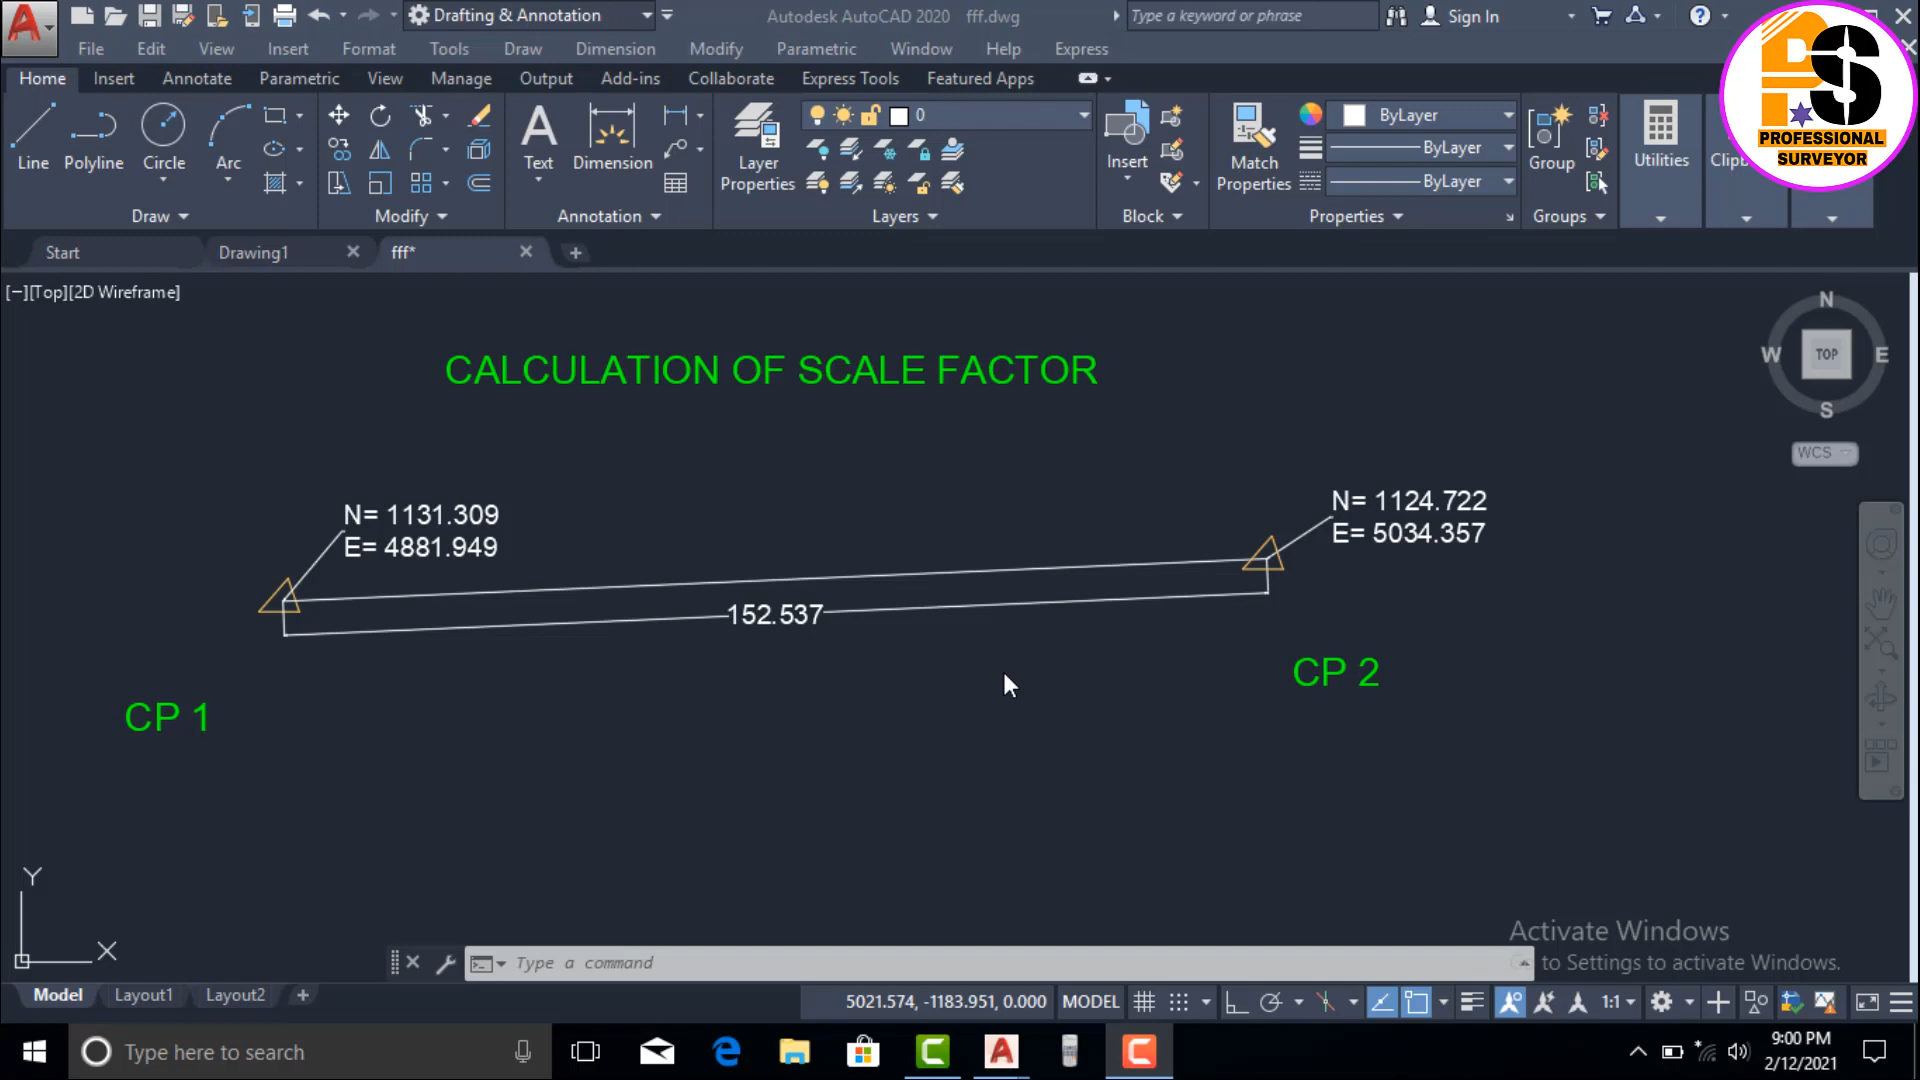 Drafting & Annotation
Autodesk AutoCAD 2020 fff.dwg
Type a keyword or phrase
Sign In
File Edit View Insert Format Tools Draw Dimension Modify Parametric Window Help Express
Home Insert Annotate Parametric View Manage Output Add-ins Collaborate Express Tools Featured Apps
0
ByLayer
ByLayer
ByLayer
Line Polyline Circle Arc
Text Dimension
Layer Properties
Insert
Match Properties
Group
Utilities
Draw Modify Annotation Layers Block Properties Groups
PS
PROFESSIONAL
SURVEYOR
Start Drawing1 fff*
[−][Top][2D Wireframe]
N
W TOP E
S
WCS
CALCULATION OF SCALE FACTOR
N= 1131.309
E= 4881.949
N= 1124.722
E= 5034.357
152.537
CP 1
CP 2
Y
X
Activate Windows
to Settings to activate Windows.
Type a command
Model Layout1 Layout2
5021.574, -1183.951, 0.000 MODEL
1:1
Type here to search
9:00 PM
2/12/2021